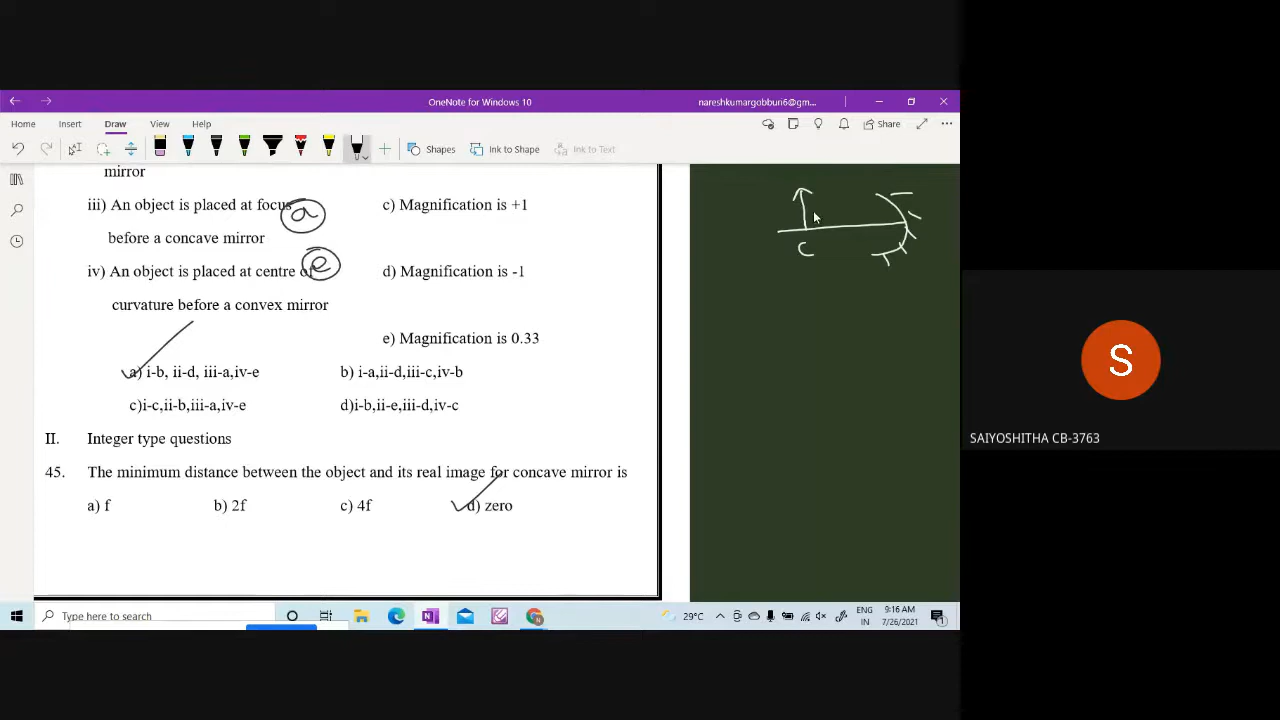 OneNote for Windows 10
nareshkumargobburi6@gm...
Home Insert Draw View Help
Share
Shapes Ink to Shape Ink to Text
mirror
iii) An object is placed at focus a c) Magnification is +1
before a concave mirror
iv) An object is placed at centre of e d) Magnification is -1
curvature before a convex mirror
e) Magnification is 0.33
a) i-b, ii-d, iii-a,iv-e b) i-a,ii-d,iii-c,iv-b
c)i-c,ii-b,iii-a,iv-e d)i-b,ii-e,iii-d,iv-c
II. Integer type questions
45. The minimum distance between the object and its real image for concave mirror is
a) f b) 2f c) 4f d) zero
C
S
SAIYOSHITHA CB-3763
Type here to search
29°C
ENG
IN
9:16 AM
7/26/2021
1